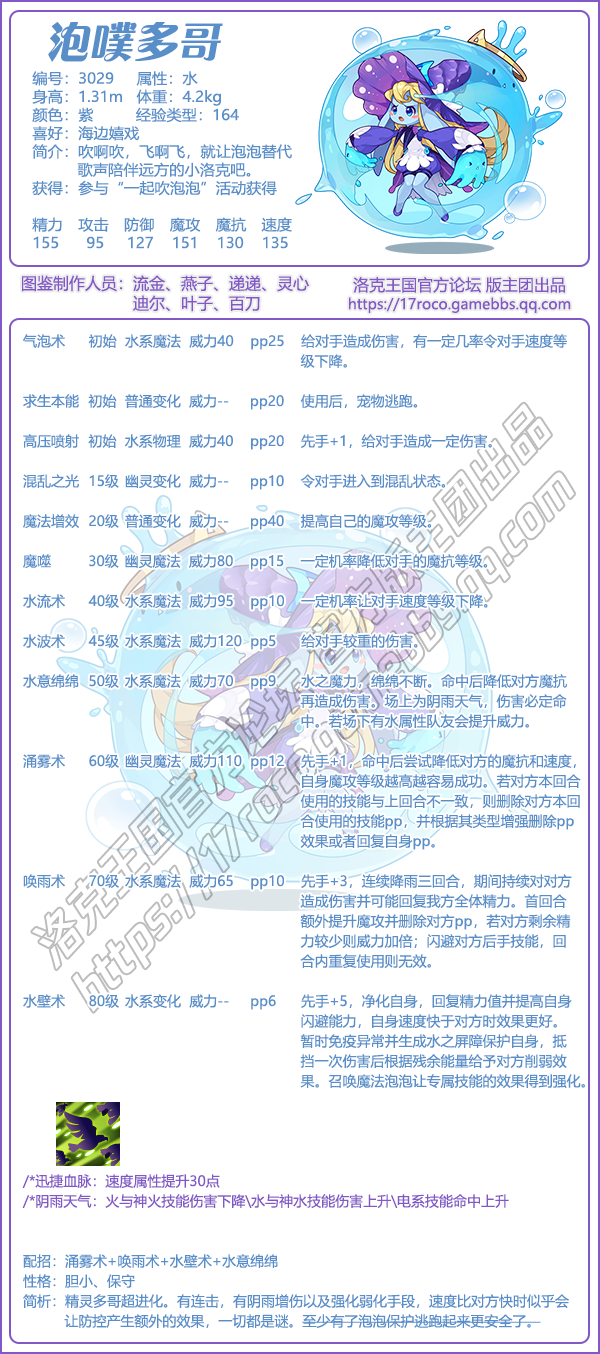 泡噗多哥
编号：3029 属性：水
身高：1.31m 体重：4.2kg
颜色：紫 经验类型：164
喜好：海边嬉戏
简介：吹啊吹，飞啊飞，就让泡泡替代
歌声陪伴远方的小洛克吧。
获得：参与“一起吹泡泡”活动获得
精力 攻击 防御 魔攻 魔抗 速度
155 95 127 151 130 135
图鉴制作人员：流金、燕子、递递、灵心
迪尔、叶子、百刀
洛克王国官方论坛 版主团出品
https://17roco.gamebbs.qq.com
气泡术 初始 水系魔法 威力40 pp25 给对手造成伤害，有一定几率令对手速度等
级下降。
求生本能 初始 普通变化 威力-- pp20 使用后，宠物逃跑。
高压喷射 初始 水系物理 威力40 pp20 先手+1，给对手造成一定伤害。
混乱之光 15级 幽灵变化 威力-- pp10 令对手进入到混乱状态。
魔法增效 20级 普通变化 威力-- pp40 提高自己的魔攻等级。
魔噬 30级 幽灵魔法 威力80 pp15 一定机率降低对手的魔抗等级。
水流术 40级 水系魔法 威力95 pp10 一定机率让对手速度等级下降。
水波术 45级 水系魔法 威力120 pp5 给对手较重的伤害。
水意绵绵 50级 水系魔法 威力70 pp9 水之魔力，绵绵不断。命中后降低对方魔抗
再造成伤害。场上为阴雨天气，伤害必定命
中。若场下有水属性队友会提升威力。
涌雾术 60级 幽灵魔法 威力110 pp12 先手+1，命中后尝试降低对方的魔抗和速度，
自身魔攻等级越高越容易成功。若对方本回合
使用的技能与上回合不一致，则删除对方本回
合使用的技能pp，并根据其类型增强删除pp
效果或者回复自身pp。
唤雨术 70级 水系魔法 威力65 pp10 先手+3，连续降雨三回合，期间持续对对方
造成伤害并可能回复我方全体精力。首回合
额外提升魔攻并删除对方pp，若对方剩余精
力较少则威力加倍；闪避对方后手技能，回
合内重复使用则无效。
水壁术 80级 水系变化 威力-- pp6 先手+5，净化自身，回复精力值并提高自身
闪避能力，自身速度快于对方时效果更好。
暂时免疫异常并生成水之屏障保护自身，抵
挡一次伤害后根据残余能量给予对方削弱效
果。召唤魔法泡泡让专属技能的效果得到强化。
洛克王国官方论坛 版主团出品
https://17roco.gamebbs.qq.com
/*迅捷血脉：速度属性提升30点
/*阴雨天气：火与神火技能伤害下降\水与神水技能伤害上升\电系技能命中上升
配招：涌雾术+唤雨术+水壁术+水意绵绵
性格：胆小、保守
简析：精灵多哥超进化。有连击，有阴雨增伤以及强化弱化手段，速度比对方快时似乎会
让防控产生额外的效果，一切都是谜。至少有了泡泡保护逃跑起来更安全了。